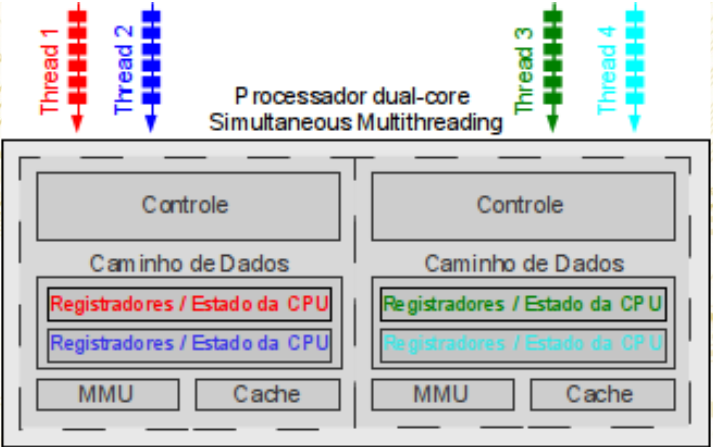 Thread 1
Thread 2
Thread 3
Thread 4
Processador dual-core
Simultaneous Multithreading
Controle
Controle
Caminho de Dados
Caminho de Dados
Registradores / Estado da CPU
Registradores / Estado da CPU
Registradores / Estado da CPU
Registradores / Estado da CPU
MMU
Cache
MMU
Cache